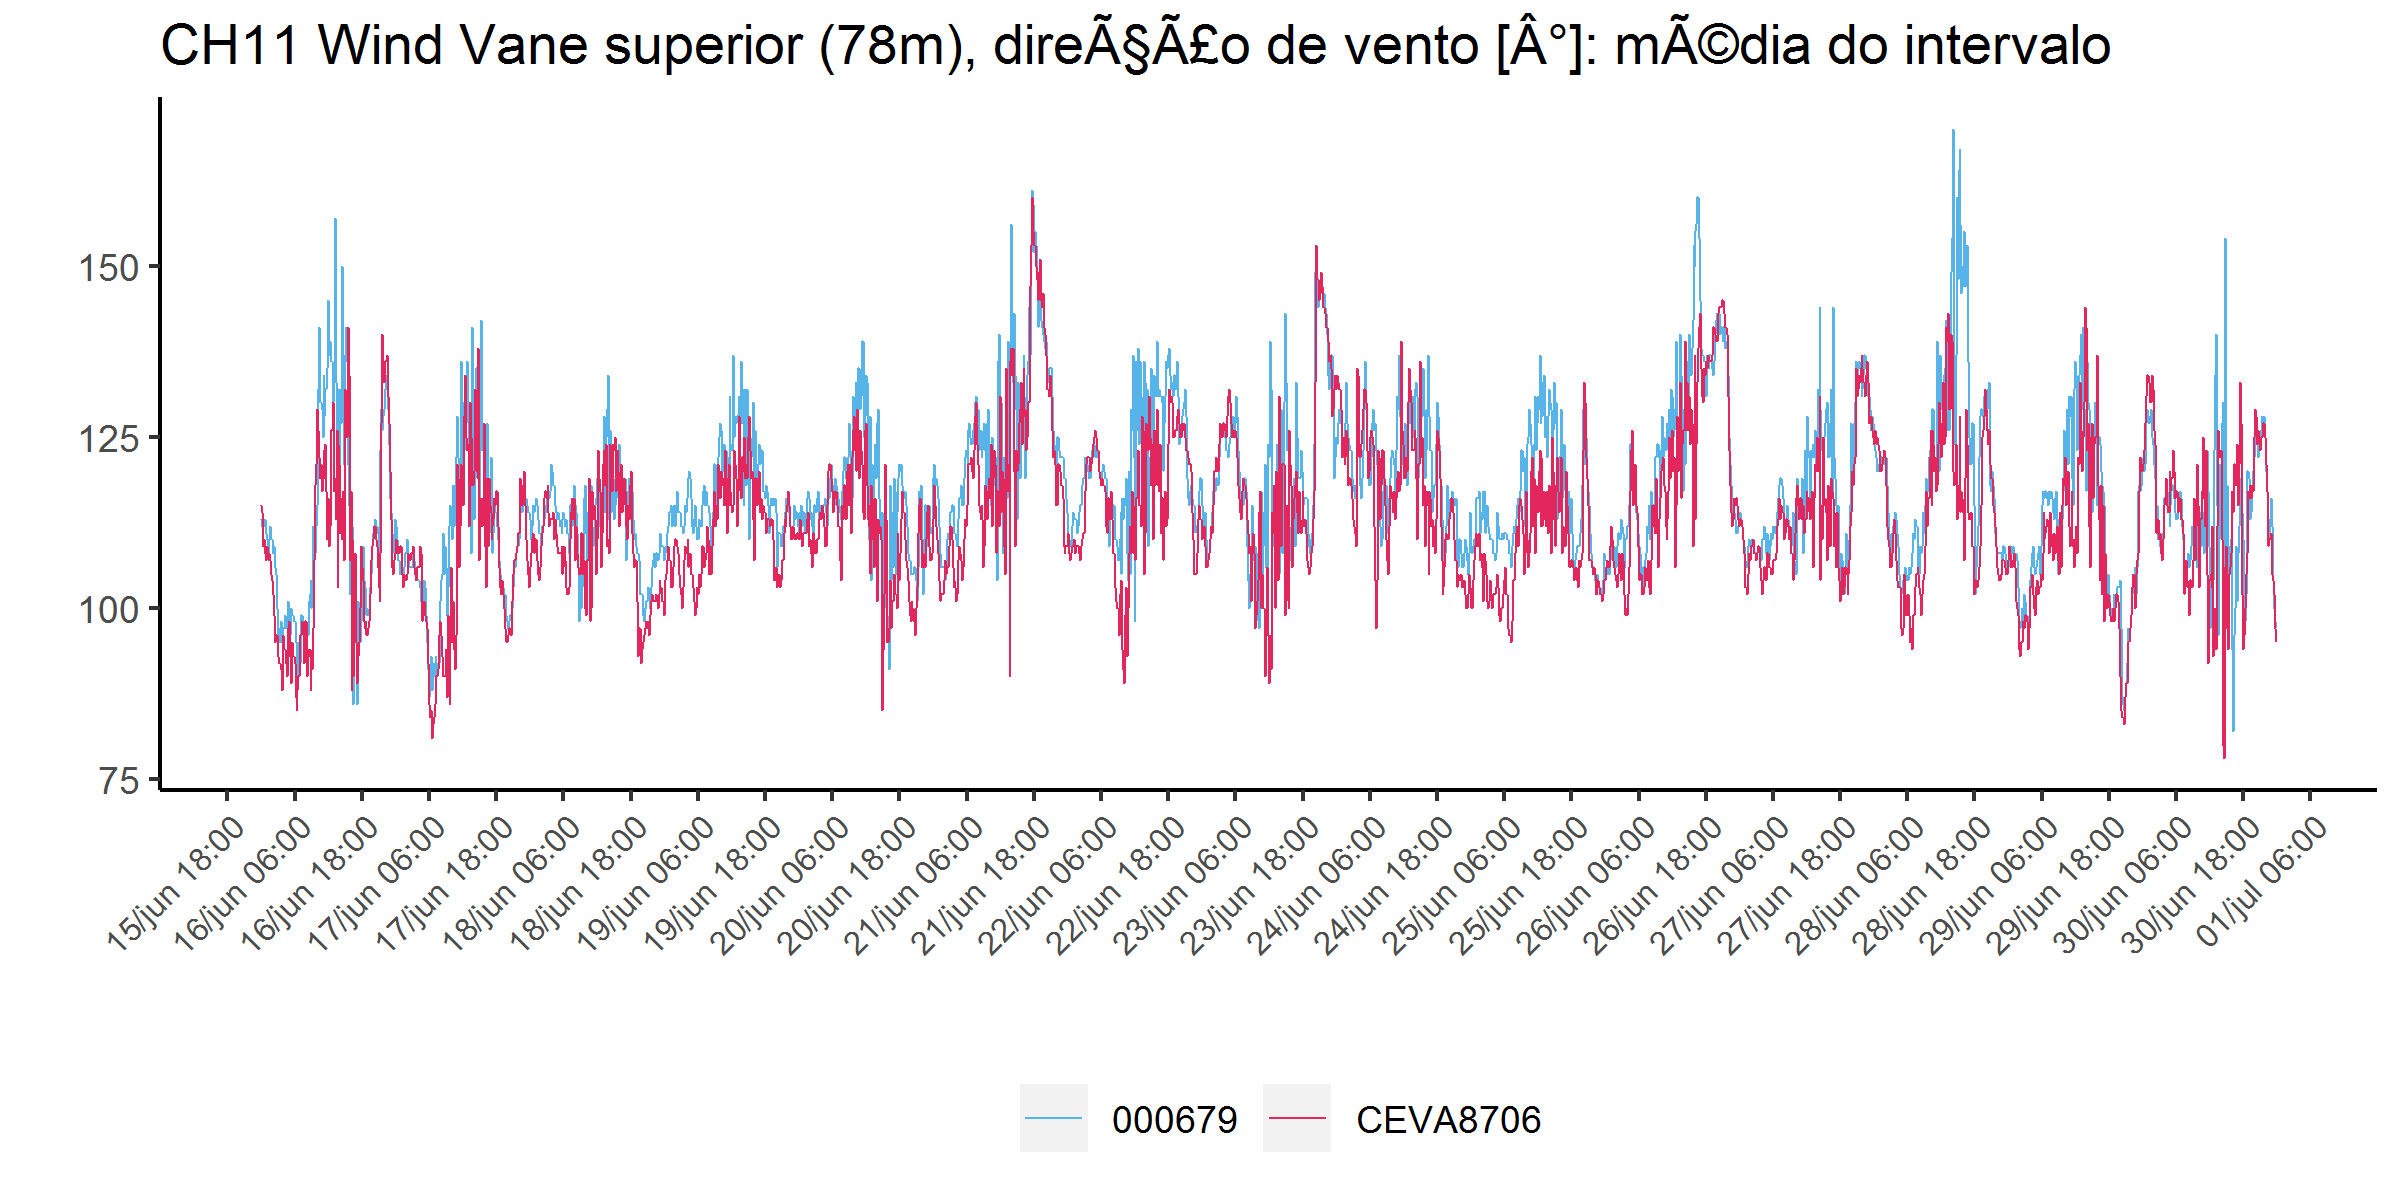 CH11 Wind Vane superior (78m), direÃ§Ã£o de vento [Â°]: mÃ©dia do intervalo
150
125
100
75
15/jun 18:00
16/jun 06:00
16/jun 18:00
17/jun 06:00
17/jun 18:00
18/jun 06:00
18/jun 18:00
19/jun 06:00
19/jun 18:00
20/jun 06:00
20/jun 18:00
21/jun 06:00
21/jun 18:00
22/jun 06:00
22/jun 18:00
23/jun 06:00
23/jun 18:00
24/jun 06:00
24/jun 18:00
25/jun 06:00
25/jun 18:00
26/jun 06:00
26/jun 18:00
27/jun 06:00
27/jun 18:00
28/jun 06:00
28/jun 18:00
29/jun 06:00
29/jun 18:00
30/jun 06:00
30/jun 18:00
01/jul 06:00
000679
CEVA8706